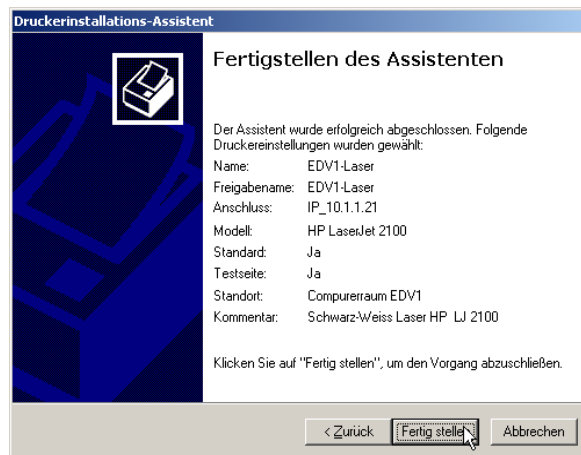 Druckerinstallations-Assistent
Fertigstellen des Assistenten
Der Assistent wurde erfolgreich abgeschlossen. Folgende
Druckereinstellungen wurden gewählt:
Name: EDV1-Laser
Freigabename: EDV1-Laser
Anschluss: IP_10.1.1.21
Modell: HP LaserJet 2100
Standard: Ja
Testseite: Ja
Standort: Compurerraum EDV1
Kommentar: Schwarz-Weiss Laser HP LJ 2100
Klicken Sie auf "Fertig stellen", um den Vorgang abzuschließen.
< Zurück Fertig stellen Abbrechen